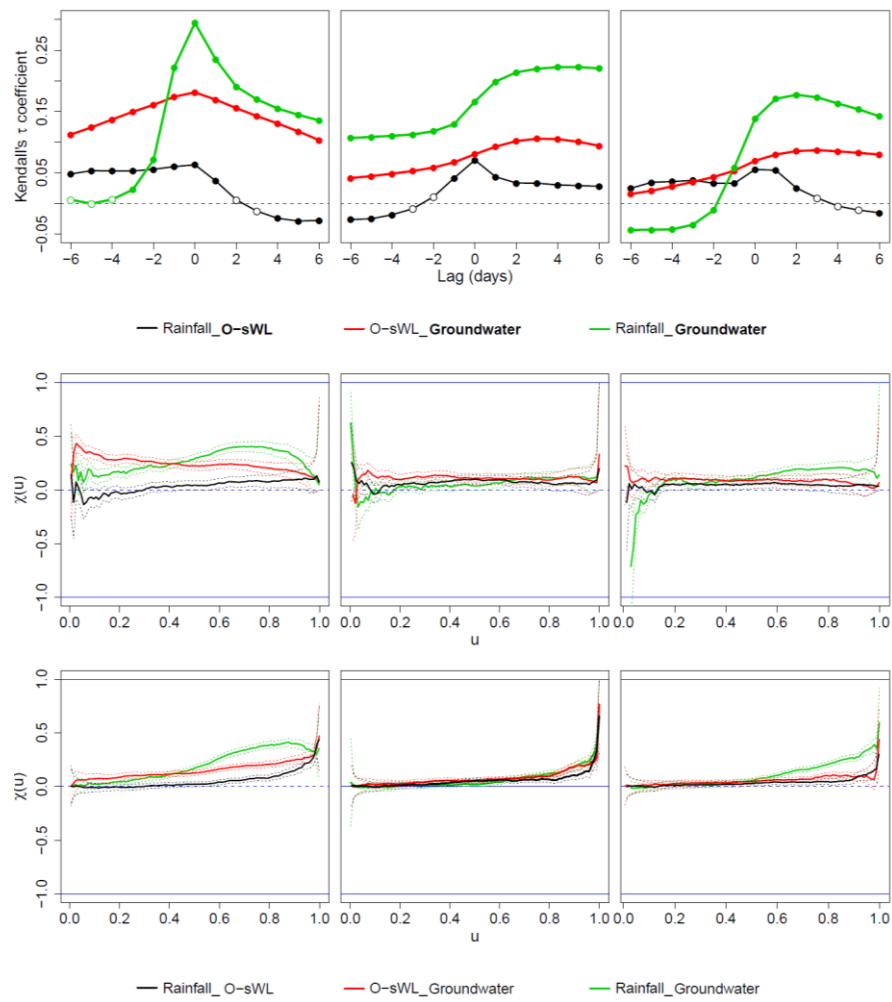 Kendall's τ coefficient
0.25
0.15
0.05
−0.05
−6 −4 −2 0 2 4 6
−6 −4 −2 0 2 4 6
−6 −4 −2 0 2 4 6
Lag (days)
Rainfall_O−sWL
O−sWL_Groundwater
Rainfall_Groundwater
χ(u)
1.0
0.5
0.0
−0.5
−1.0
0.0 0.2 0.4 0.6 0.8 1.0
0.0 0.2 0.4 0.6 0.8 1.0
0.0 0.2 0.4 0.6 0.8 1.0
u
χ(u)
1.0
0.5
0.0
−0.5
−1.0
0.0 0.2 0.4 0.6 0.8 1.0
0.0 0.2 0.4 0.6 0.8 1.0
0.0 0.2 0.4 0.6 0.8 1.0
u
Rainfall_ O−sWL
O−sWL_Groundwater
Rainfall_Groundwater